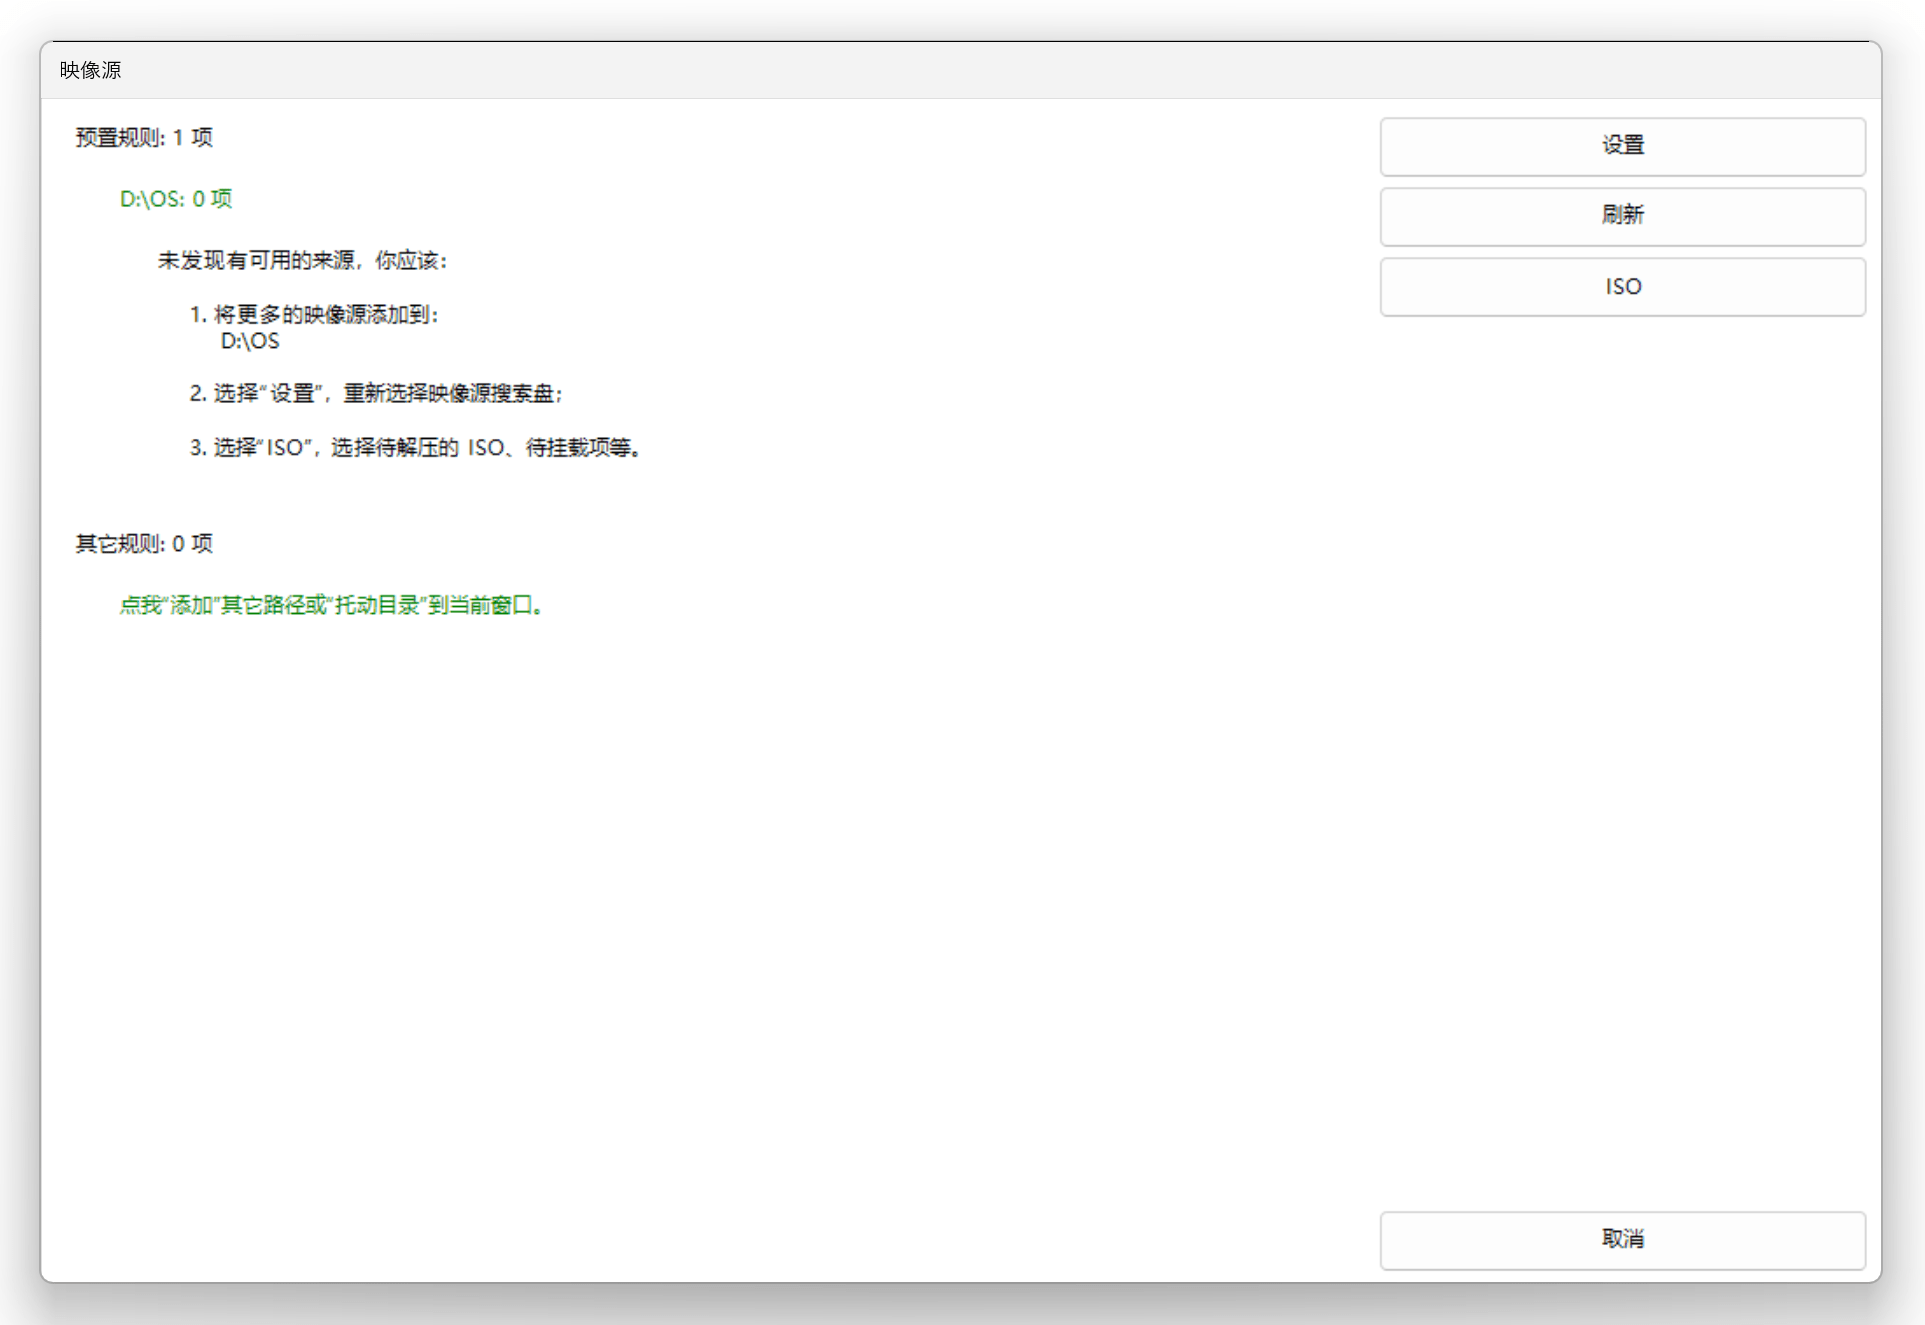 映像源
预置规则: 1 项
设置
D:\OS: 0 项
刷新
未发现有可用的来源，你应该：
ISO
1. 将更多的映像源添加到：
D:\OS
2. 选择“设置”，重新选择映像源搜索盘；
3. 选择“ISO”，选择待解压的 ISO、待挂载项等。
其它规则: 0 项
点我“添加”其它路径或“托动目录”到当前窗口。
取消